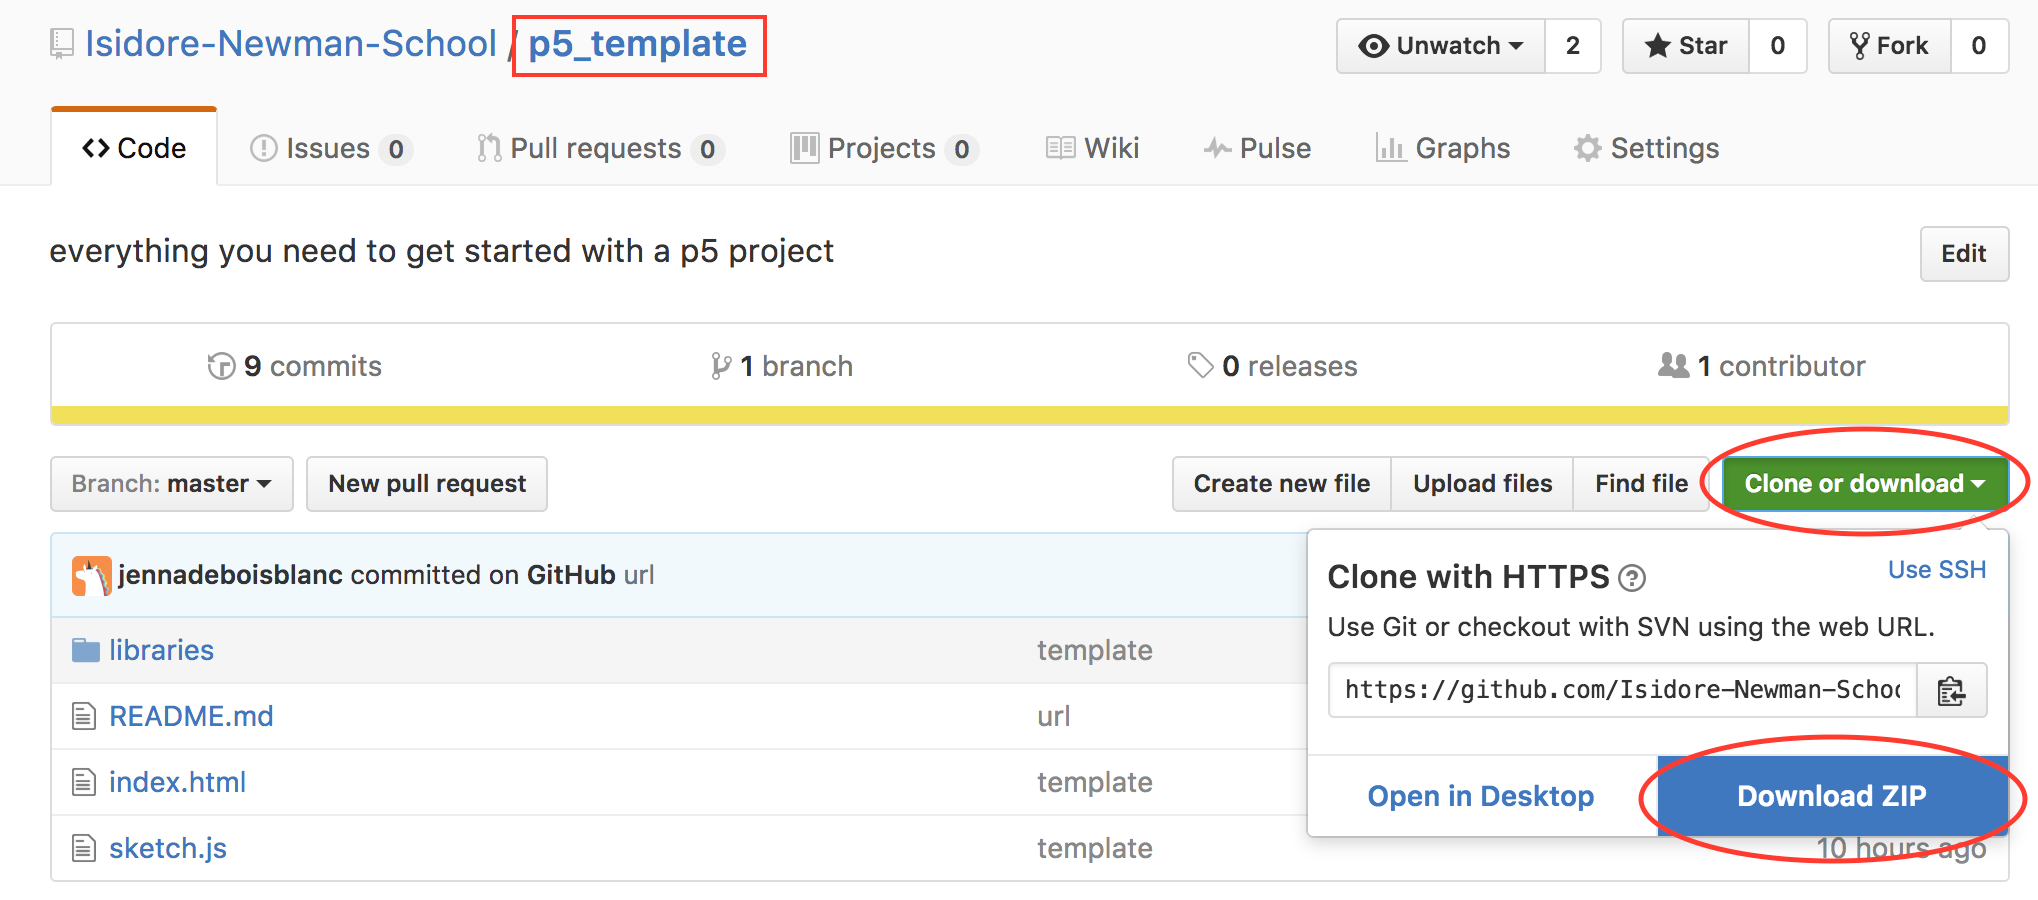 Isidore-Newman-School / p5_template
Unwatch 2 Star 0 Fork 0
Code Issues 0 Pull requests 0 Projects 0 Wiki Pulse Graphs Settings
everything you need to get started with a p5 project
Edit
9 commits 1 branch 0 releases 1 contributor
Branch: master New pull request Create new file Upload files Find file Clone or download
jennadeboisblanc committed on GitHub url
Clone with HTTPS ? Use SSH
Use Git or checkout with SVN using the web URL.
https://github.com/Isidore-Newman-Schoo
Open in Desktop Download ZIP
libraries template
README.md url
index.html template
sketch.js template 10 hours ago